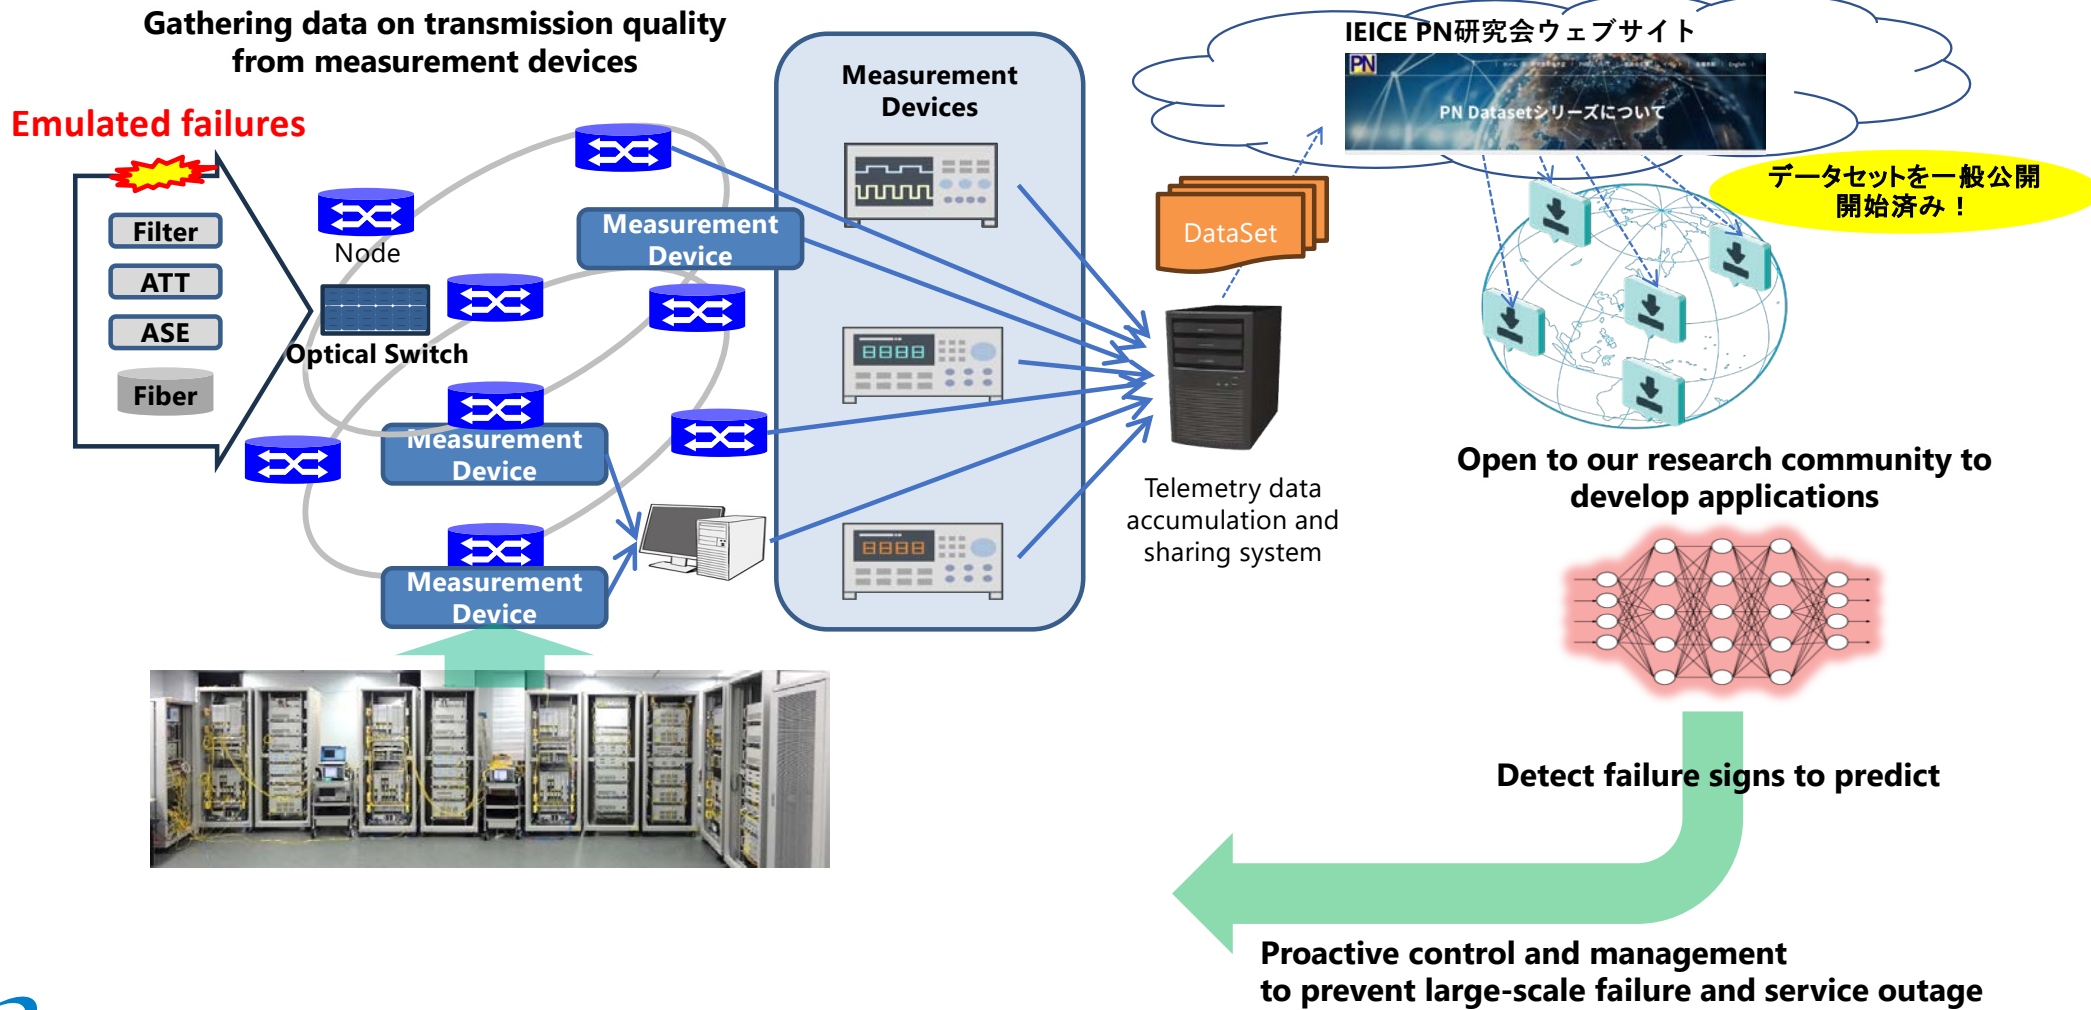 Gathering data on transmission quality
from measurement devices
Emulated failures
Filter
ATT
ASE
Fiber
Node
Optical Switch
Measurement
Device
Measurement
Device
Measurement
Device
Measurement
Devices
IEICE PN研究会ウェブサイト
PN
ホーム
English
PN Datasetシリーズについて
データセットを一般公開
開始済み！
DataSet
Telemetry data
accumulation and
sharing system
Open to our research community to
develop applications
Detect failure signs to predict
Proactive control and management
to prevent large-scale failure and service outage